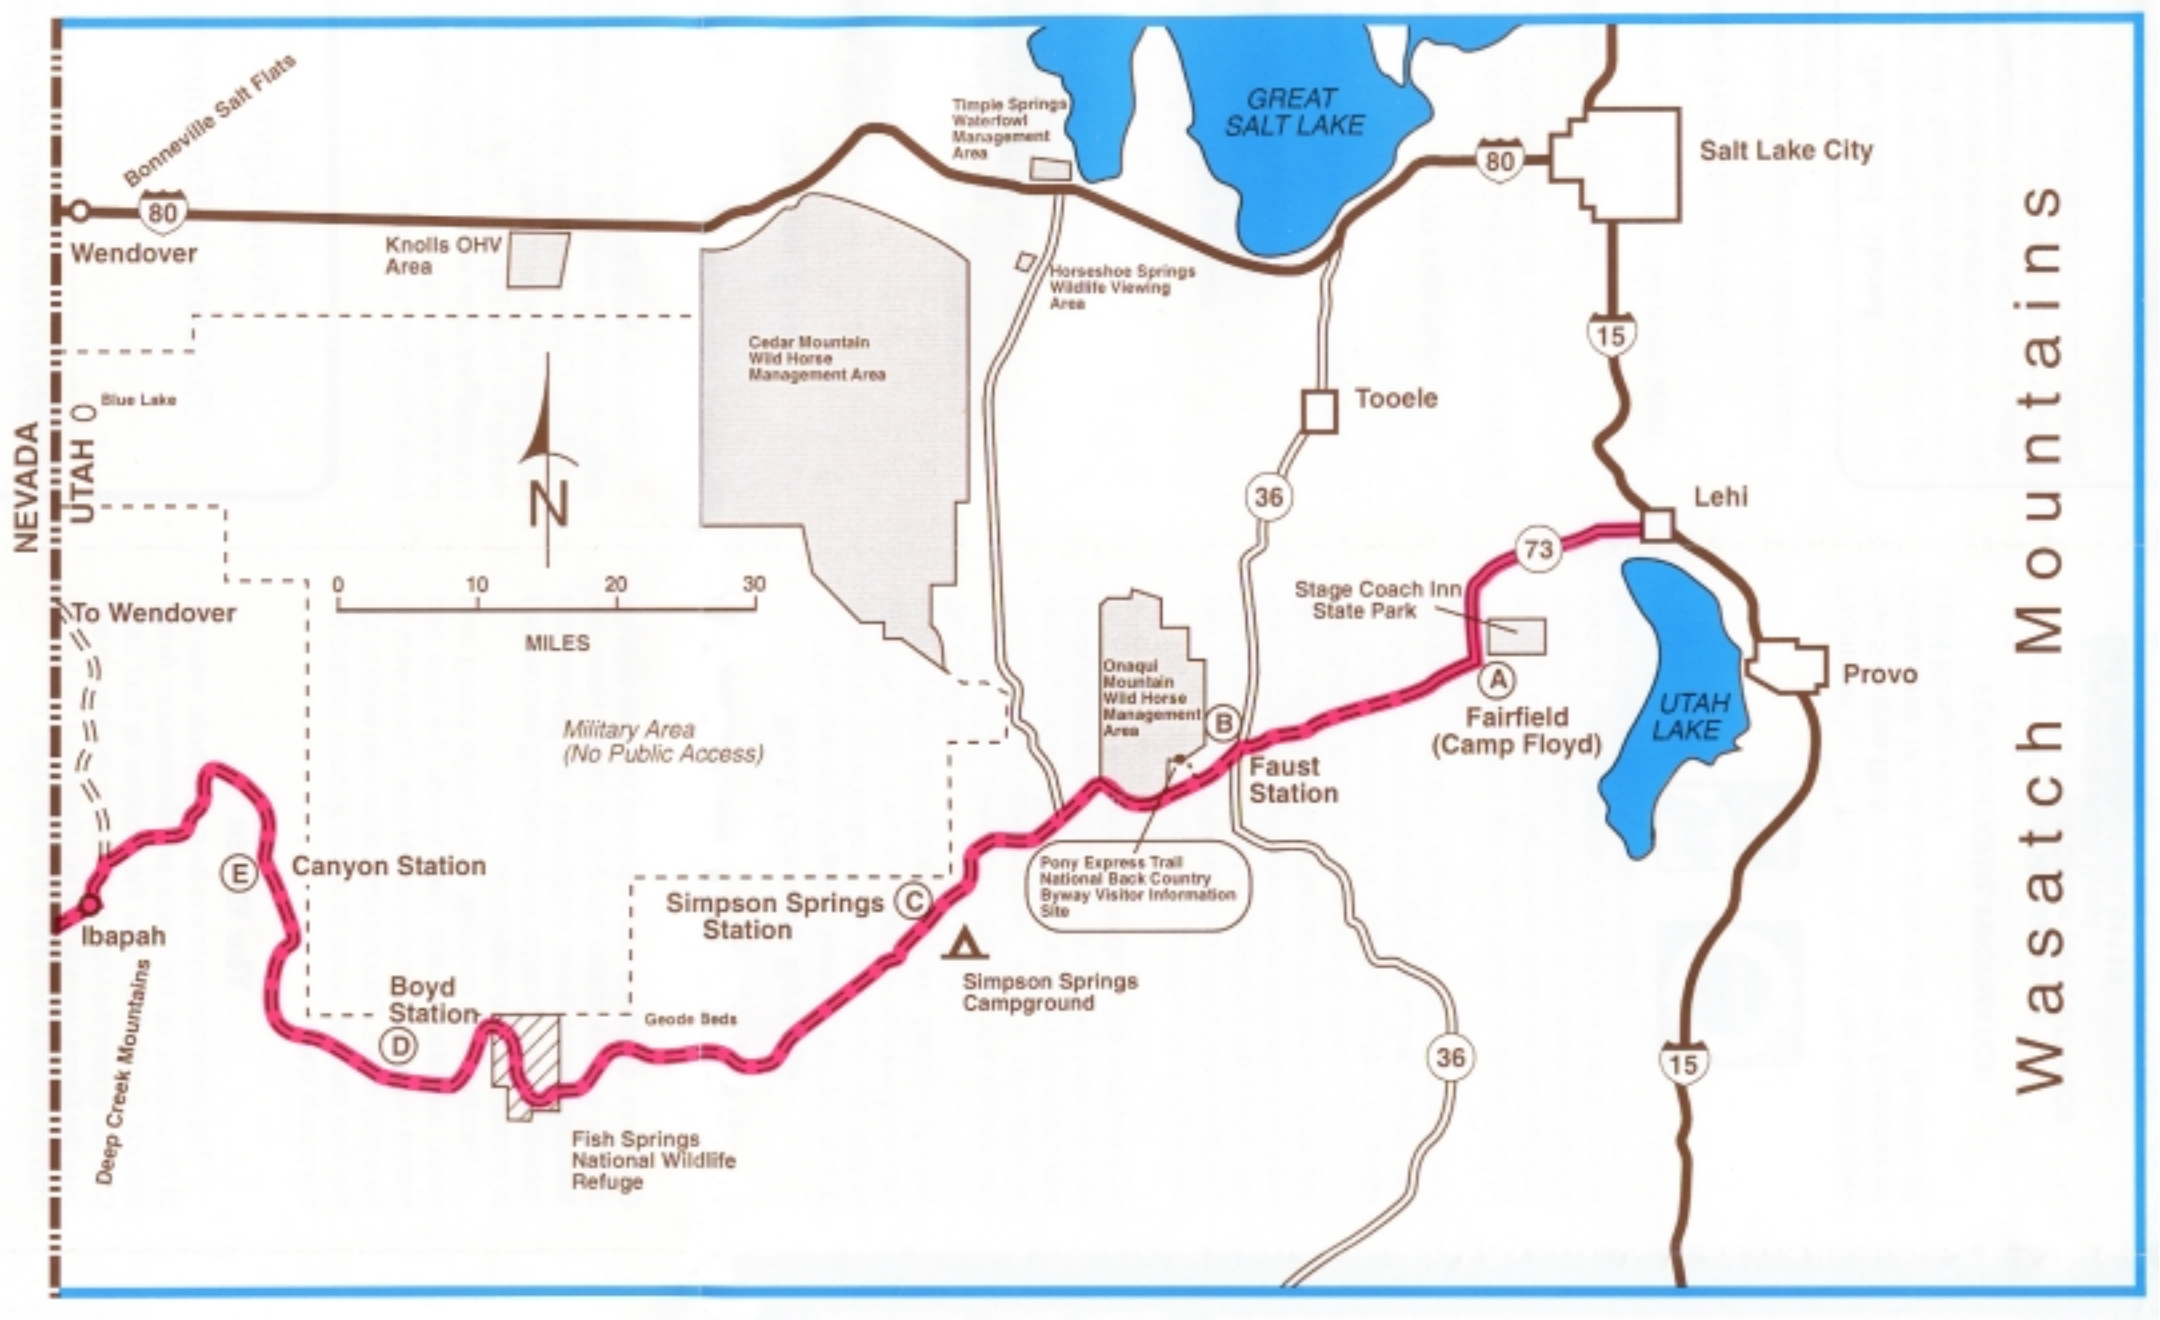 Bonneville Salt Flats
80
Wendover
Knolls OHV
Area
Timple Springs
Waterfowl
Management
Area
GREAT
SALT LAKE
80
Salt Lake City
Horseshoe Springs
Wildlife Viewing
Area
15
Cedar Mountain
Wild Horse
Management Area
Blue Lake
NEVADA
UTAH
N
Tooele
36
Lehi
73
0 10 20 30
MILES
To Wendover
Stage Coach Inn
State Park
A
Fairfield
(Camp Floyd)
UTAH
LAKE
Provo
Wasatch Mountains
Onaqui
Mountain
Wild Horse
Management
Area
B
Faust
Station
Military Area
(No Public Access)
Pony Express Trail
National Back Country
Byway Visitor Information
Site
E
Canyon Station
Ibapah
Simpson Springs
Station
C
Simpson Springs
Campground
Deep Creek Mountains
Boyd
Station
D
Geode Beds
36
15
Fish Springs
National Wildlife
Refuge